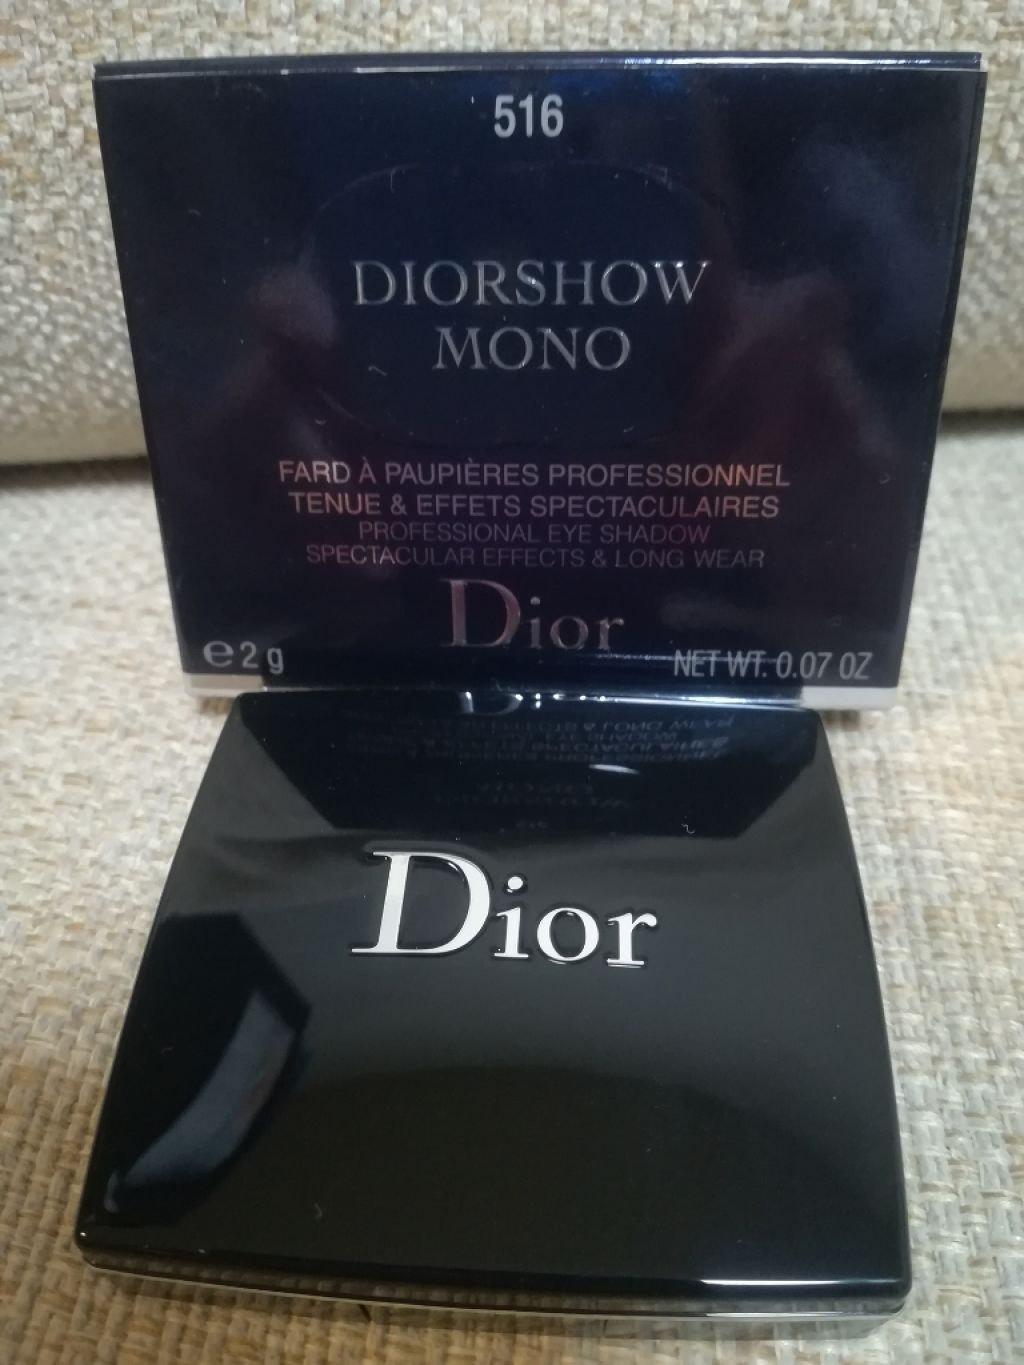 516
DIORSHOW
MONO
FARD À PAUPIÈRES PROFESSIONNEL
TENUE & EFFETS SPECTACULAIRES
PROFESSIONAL EYE SHADOW
SPECTACULAR EFFECTS & LONG WEAR
Dior
℮ 2 g NET WT. 0.07 OZ
Dior